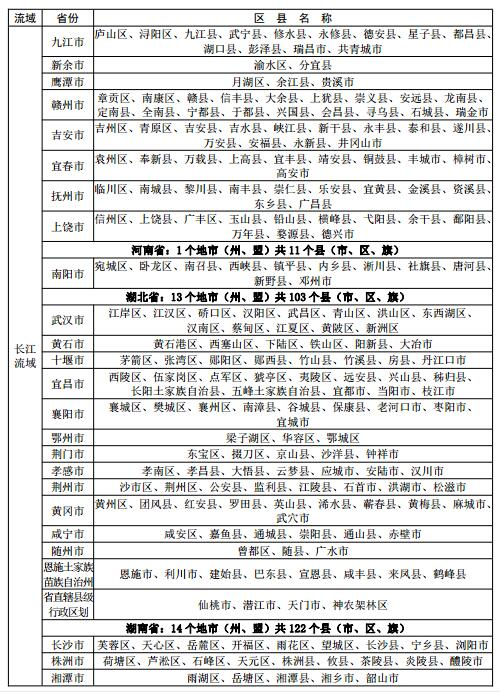 流域 省份 区 县 名 称
九江市 庐山区、浔阳区、九江县、武宁县、修水县、永修县、德安县、星子县、都昌县、
湖口县、彭泽县、瑞昌市、共青城市
新余市 渝水区、分宜县
鹰潭市 月湖区、余江县、贵溪市
赣州市 章贡区、南康区、赣县、信丰县、大余县、上犹县、崇义县、安远县、龙南县、
定南县、全南县、宁都县、于都县、兴国县、会昌县、寻乌县、石城县、瑞金市
吉安市 吉州区、青原区、吉安县、吉水县、峡江县、新干县、永丰县、泰和县、遂川县、
万安县、安福县、永新县、井冈山市
宜春市 袁州区、奉新县、万载县、上高县、宜丰县、靖安县、铜鼓县、丰城市、樟树市、
高安市
抚州市 临川区、南城县、黎川县、南丰县、崇仁县、乐安县、宜黄县、金溪县、资溪县、
东乡县、广昌县
上饶市 信州区、上饶县、广丰区、玉山县、铅山县、横峰县、弋阳县、余干县、鄱阳县、
万年县、婺源县、德兴市
河南省：1个地市（州、盟）共11个县（市、区、旗）
南阳市 宛城区、卧龙区、南召县、西峡县、镇平县、内乡县、淅川县、社旗县、唐河县、
新野县、邓州市
湖北省：13个地市（州、盟）共103个县（市、区、旗）
武汉市 江岸区、江汉区、硚口区、汉阳区、武昌区、青山区、洪山区、东西湖区、
汉南区、蔡甸区、江夏区、黄陂区、新洲区
长江
流域
黄石市 黄石港区、西塞山区、下陆区、铁山区、阳新县、大冶市
十堰市 茅箭区、张湾区、郧阳区、郧西县、竹山县、竹溪县、房县、丹江口市
宜昌市 西陵区、伍家岗区、点军区、猇亭区、夷陵区、远安县、兴山县、秭归县、
长阳土家族自治县、五峰土家族自治县、宜都市、当阳市、枝江市
襄阳市 襄城区、樊城区、襄州区、南漳县、谷城县、保康县、老河口市、枣阳市、
宜城市
鄂州市 梁子湖区、华容区、鄂城区
荆门市 东宝区、掇刀区、京山县、沙洋县、钟祥市
孝感市 孝南区、孝昌县、大悟县、云梦县、应城市、安陆市、汉川市
荆州市 沙市区、荆州区、公安县、监利县、江陵县、石首市、洪湖市、松滋市
黄冈市 黄州区、团风县、红安县、罗田县、英山县、浠水县、蕲春县、黄梅县、麻城市、
武穴市
咸宁市 咸安区、嘉鱼县、通城县、崇阳县、通山县、赤壁市
随州市 曾都区、随县、广水市
恩施土家族
苗族自治州 恩施市、利川市、建始县、巴东县、宣恩县、咸丰县、来凤县、鹤峰县
省直辖县级
行政区划 仙桃市、潜江市、天门市、神农架林区
湖南省：14个地市（州、盟）共122个县（市、区、旗）
长沙市 芙蓉区、天心区、岳麓区、开福区、雨花区、望城区、长沙县、宁乡县、浏阳市
株洲市 荷塘区、芦淞区、石峰区、天元区、株洲县、攸县、茶陵县、炎陵县、醴陵市
湘潭市 雨湖区、岳塘区、湘潭县、湘乡市、韶山市